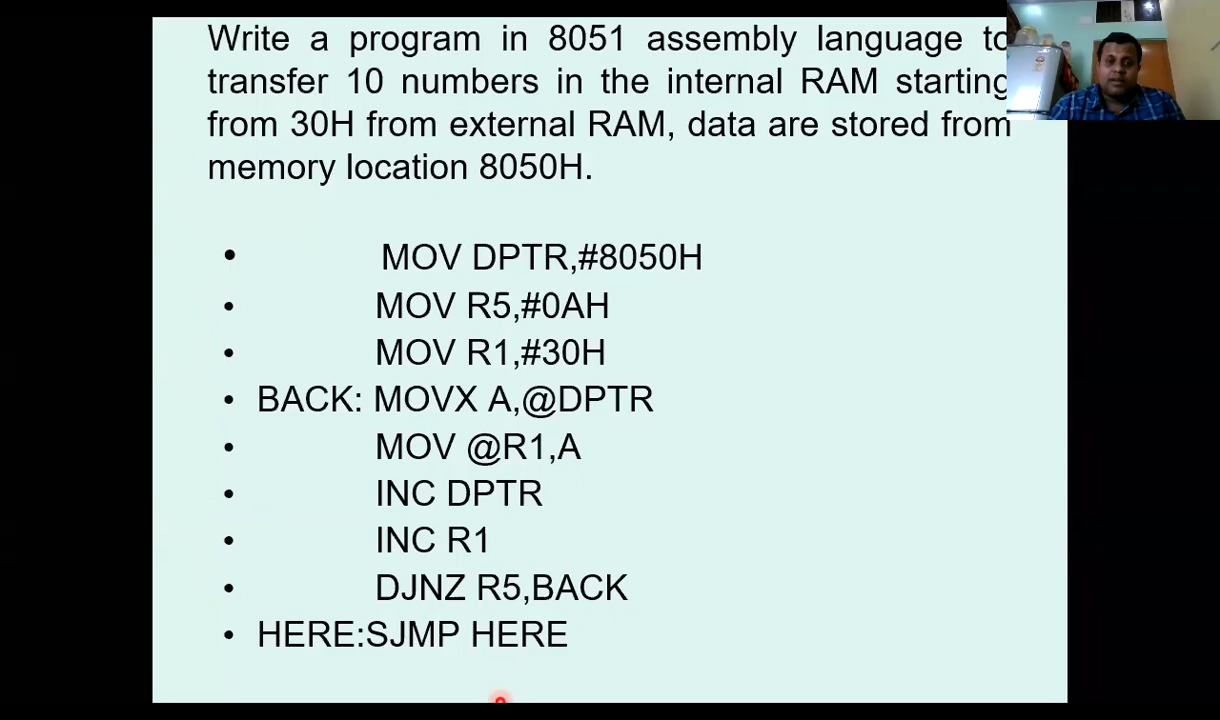 Write a program in 8051 assembly language to
transfer 10 numbers in the internal RAM starting
from 30H from external RAM, data are stored from
memory location 8050H.
• MOV DPTR,#8050H
• MOV R5,#0AH
• MOV R1,#30H
• BACK: MOVX A,@DPTR
• MOV @R1,A
• INC DPTR
• INC R1
• DJNZ R5,BACK
• HERE:SJMP HERE